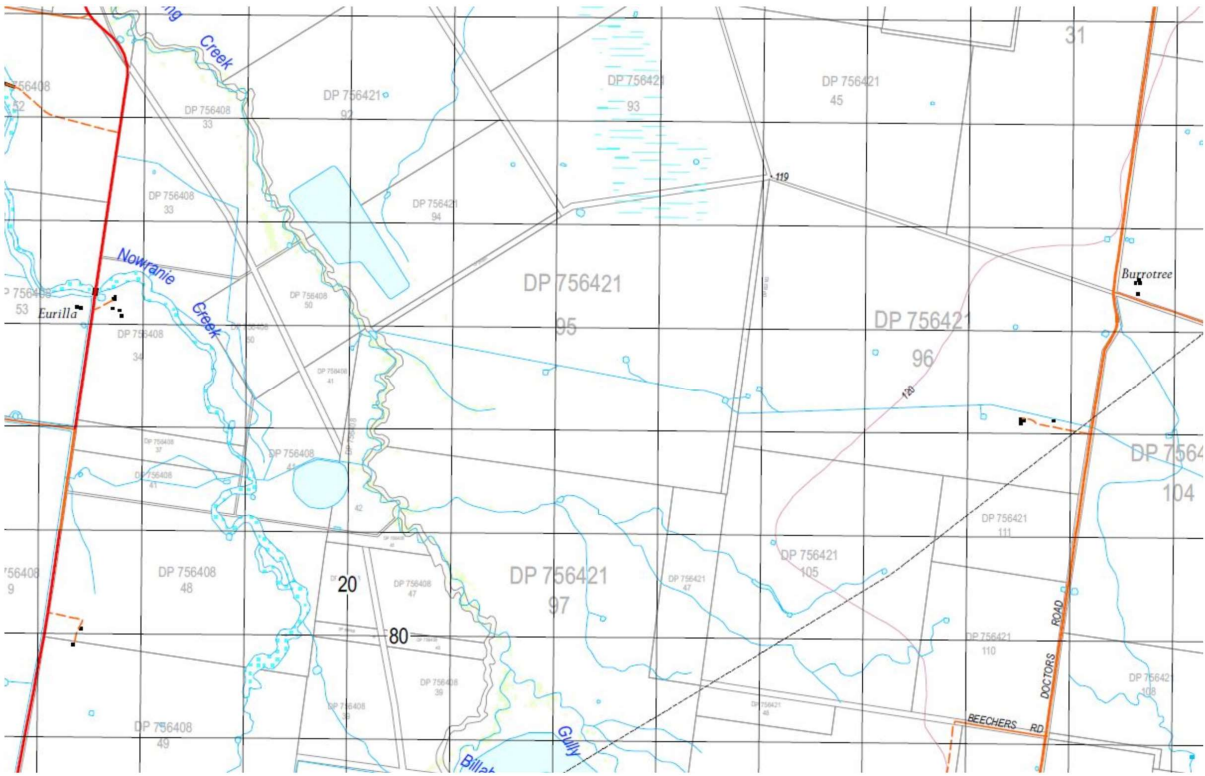 Creek
31
756408
52
DP 756408
33
DP 756421
92
DP 756421
93
DP 756421
45
119
DP 756408
33
DP 756421
94
Nowranie
Creek
Burrotree
53
Eurilla
DP 756408
34
DP 756408
50
DP 756421
95
DP 756421
96
120
DP 756408
41
DP 756408
37
DP 756408
41
DP 756408
43
42
DP 7564
104
DP 756421
111
DP 756421
105
756408
9
DP 756408
48
20
DP 756408
47
DP 756421
97
DP 756421
47
80
DP 756421
110
DOCTORS ROAD
DP 756408
39
DP 756421
108
DP 756421
48
BEECHERS RD
DP 756408
49
Gully
Billab